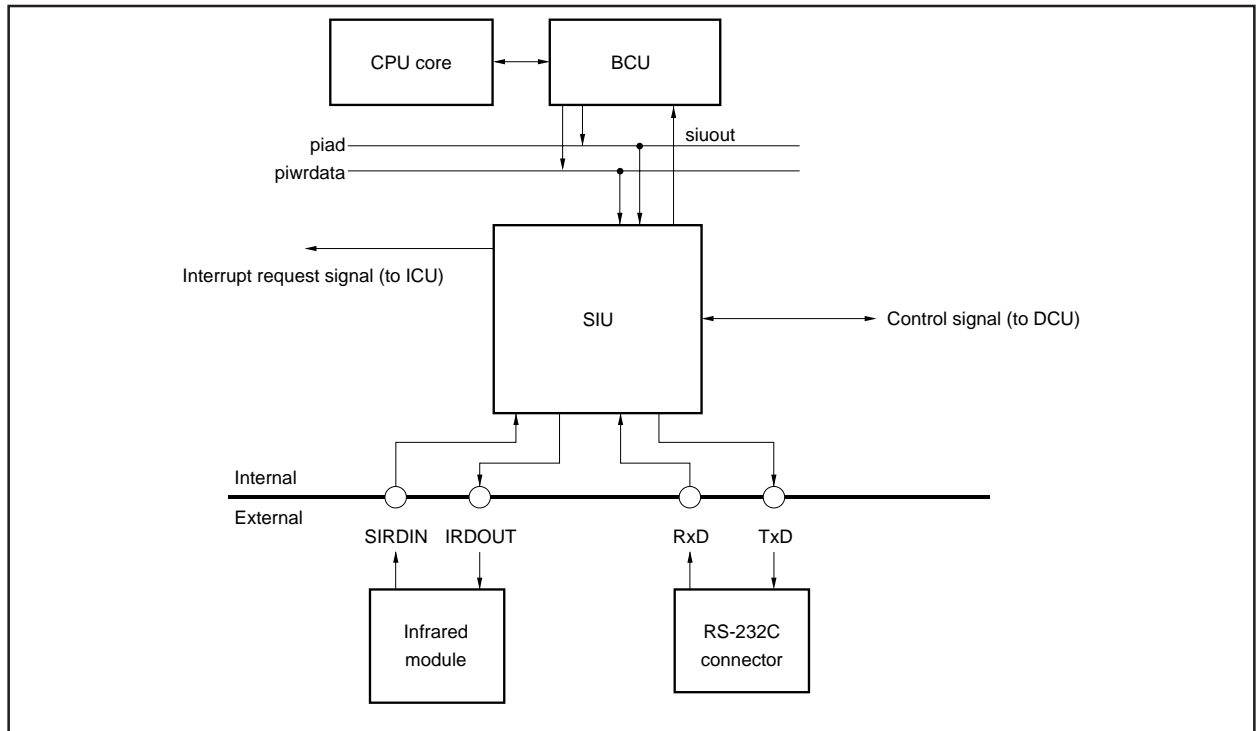 CPU core
BCU
siuout
piad
piwrdata
Interrupt request signal (to ICU)
SIU
Control signal (to DCU)
Internal
External
SIRDIN
IRDOUT
RxD
TxD
Infrared
module
RS-232C
connector